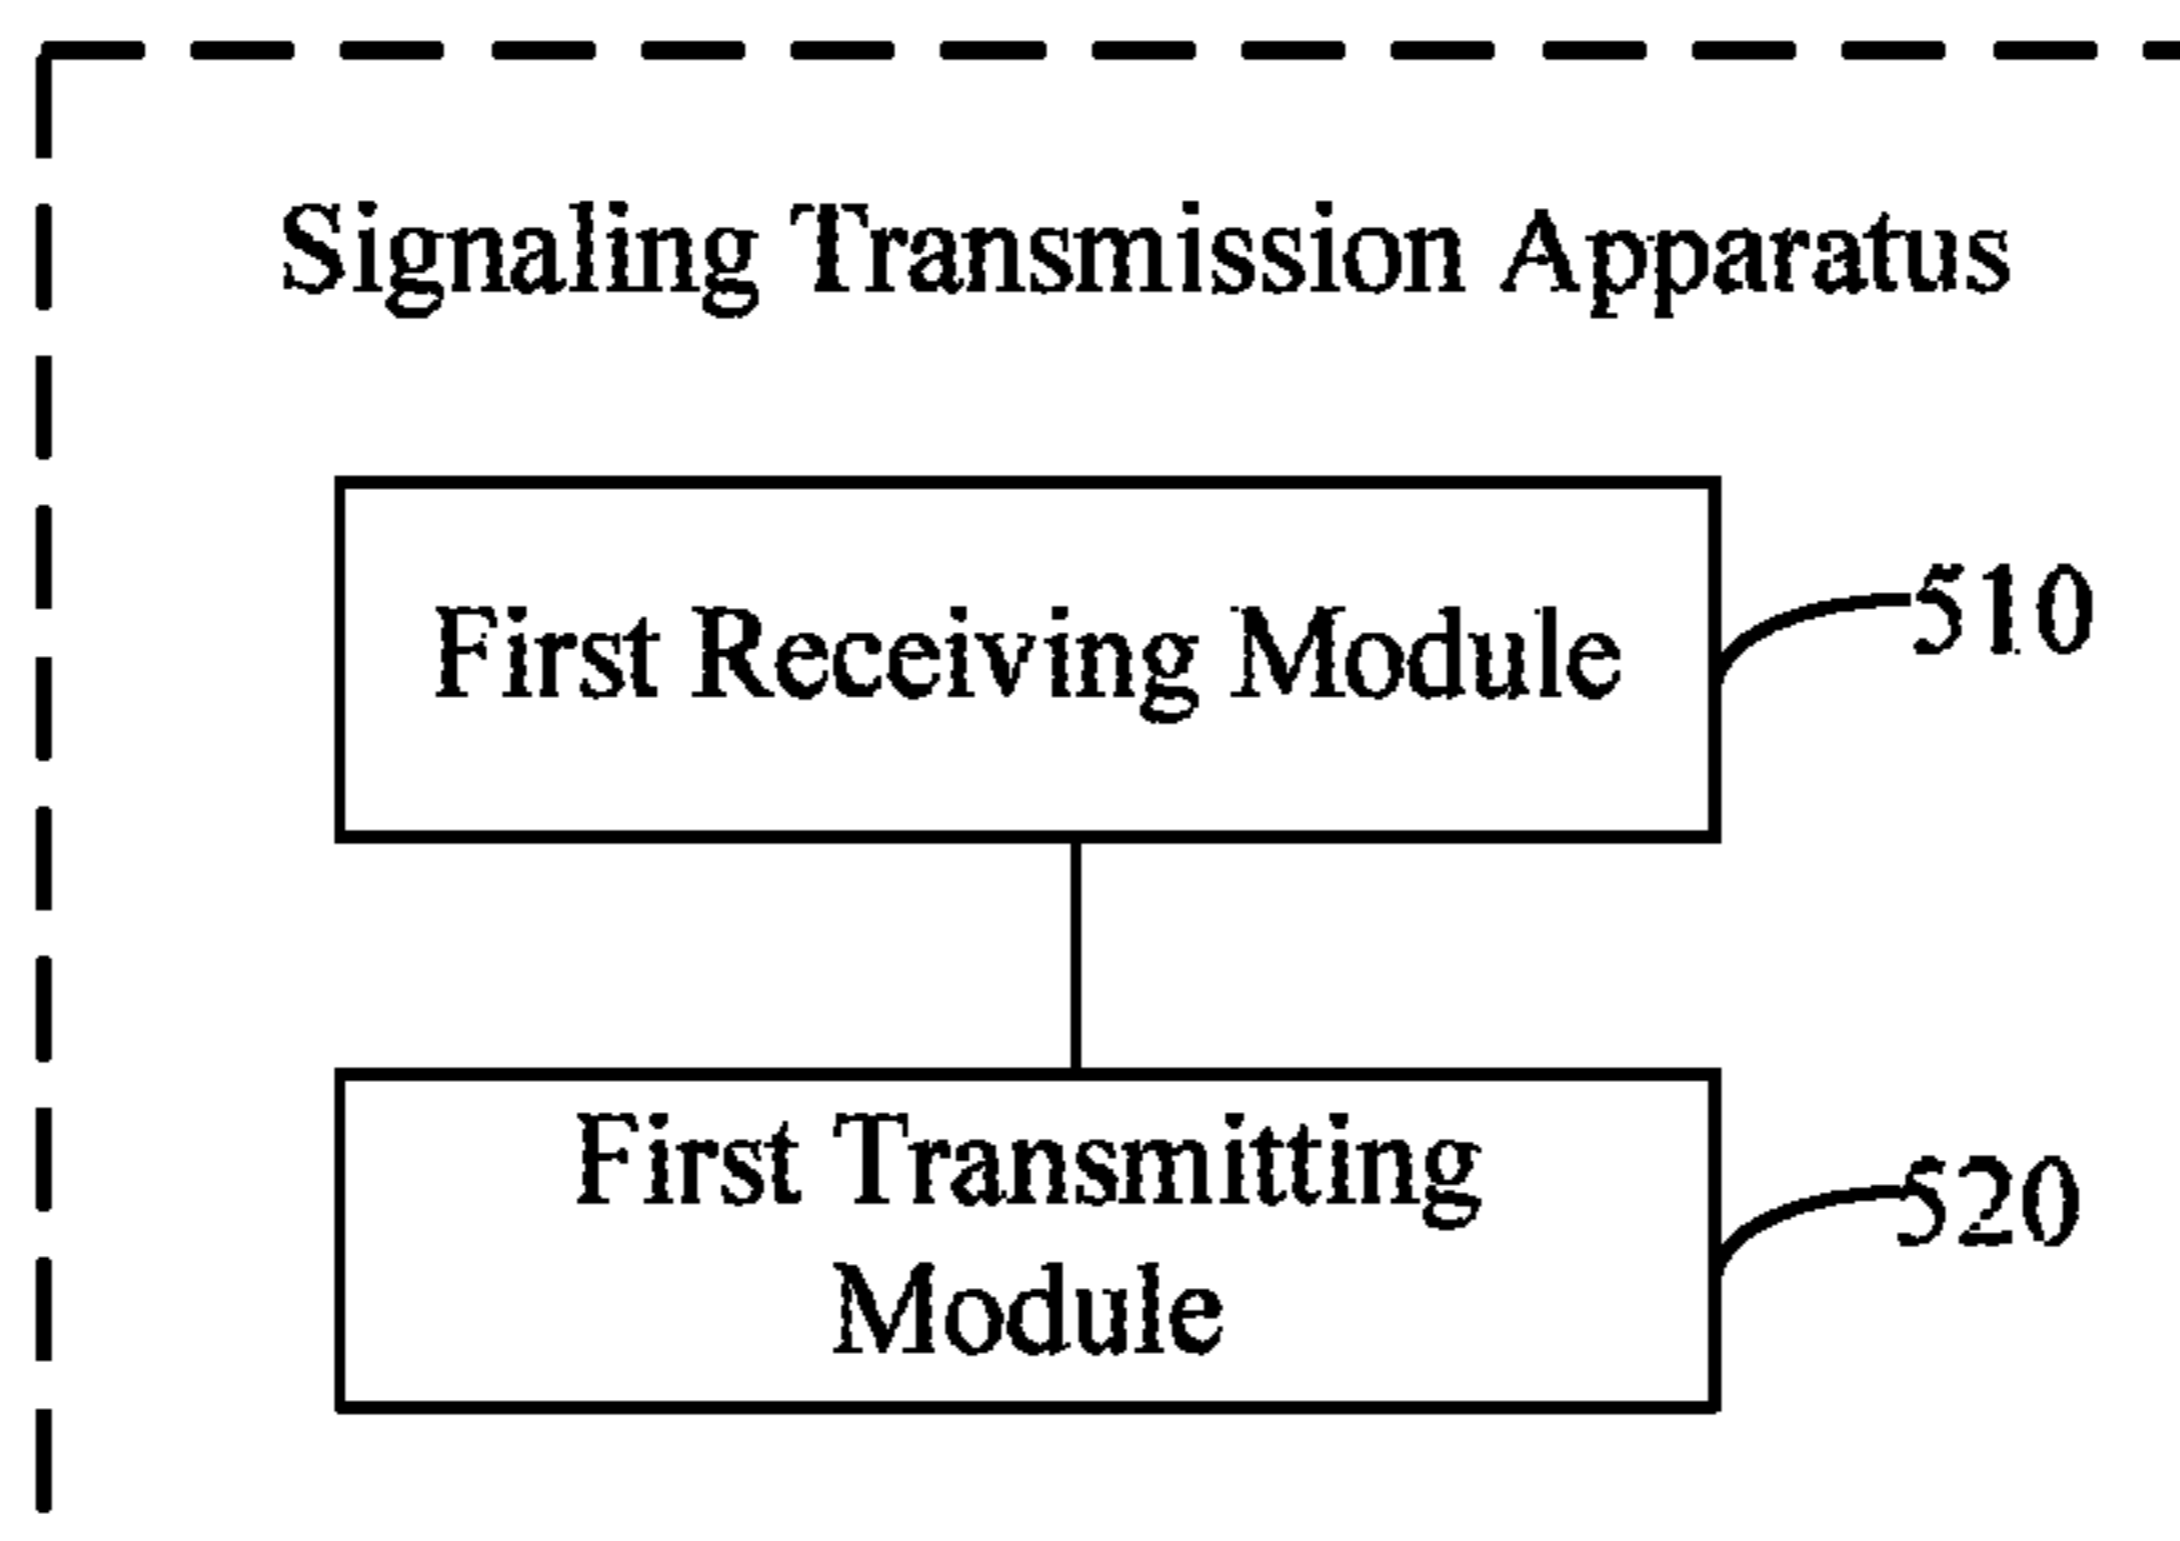 Signaling Transmission Apparatus
First Receiving Module
510
First Transmitting
Module
520